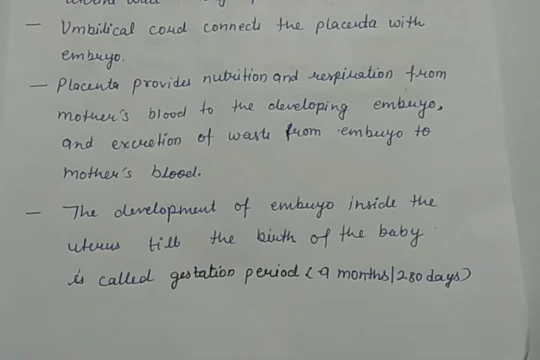 — Umbilical cord connects the placenta with
embryo.
— Placenta provides nutrition and respiration from
mother's blood to the developing embryo,
and excretion of waste from embryo to
mother's blood.
— The development of embryo inside the
uterus till the birth of the baby
is called gestation period (9 months/280 days)